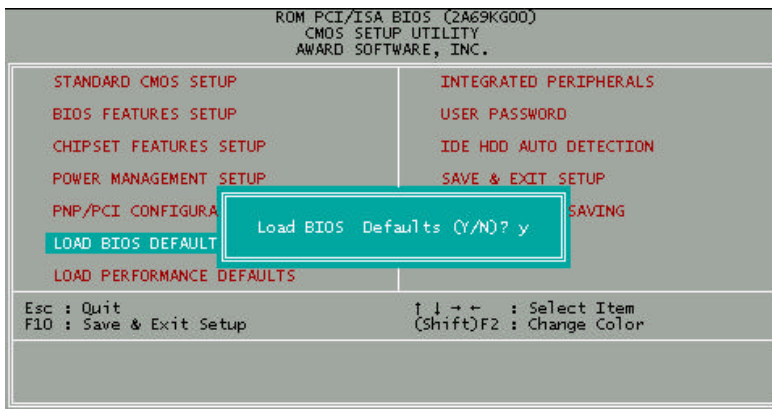 ROM PCI/ISA BIOS (2A69KG00)
CMOS SETUP UTILITY
AWARD SOFTWARE, INC.
STANDARD CMOS SETUP
BIOS FEATURES SETUP
CHIPSET FEATURES SETUP
POWER MANAGEMENT SETUP
PNP/PCI CONFIGURA
LOAD BIOS DEFAULT
LOAD PERFORMANCE DEFAULTS
INTEGRATED PERIPHERALS
USER PASSWORD
IDE HDD AUTO DETECTION
SAVE & EXIT SETUP
SAVING
Load BIOS Defaults (Y/N)? y
Esc : Quit
F10 : Save & Exit Setup
↑ ↓ → ← : Select Item
(Shift)F2 : Change Color